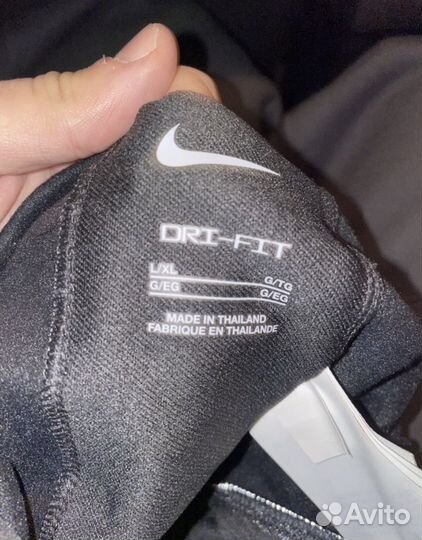 DRI-FIT
L/XL G/TG
G/EG G/EG
MADE IN THAILAND
FABRIQUE EN THAILANDE
Avito